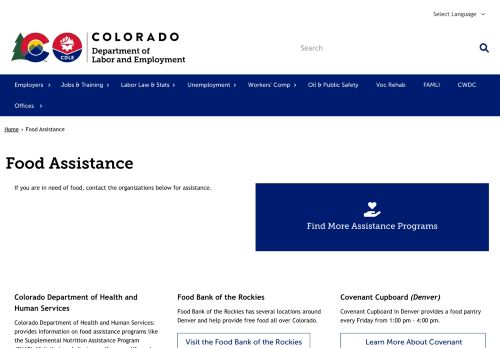 Select Language
COLORADO
Department of
Labor and Employment
CDLE
Search
Employers
Jobs & Training
Labor Law & Stats
Unemployment
Workers' Comp
Oil & Public Safety
Voc Rehab
FAMLI
CWDC
Offices
Home › Food Assistance
Food Assistance
If you are in need of food, contact the organizations below for assistance.
Find More Assistance Programs
Colorado Department of Health and
Human Services
Colorado Department of Health and Human Services:
provides information on food assistance programs like
the Supplemental Nutrition Assistance Program
Food Bank of the Rockies
Food Bank of the Rockies has several locations around
Denver and help provide free food all over Colorado.
Visit the Food Bank of the Rockies
Covenant Cupboard (Denver)
Covenant Cupboard in Denver provides a food pantry
every Friday from 1:00 pm - 4:00 pm.
Learn More About Covenant